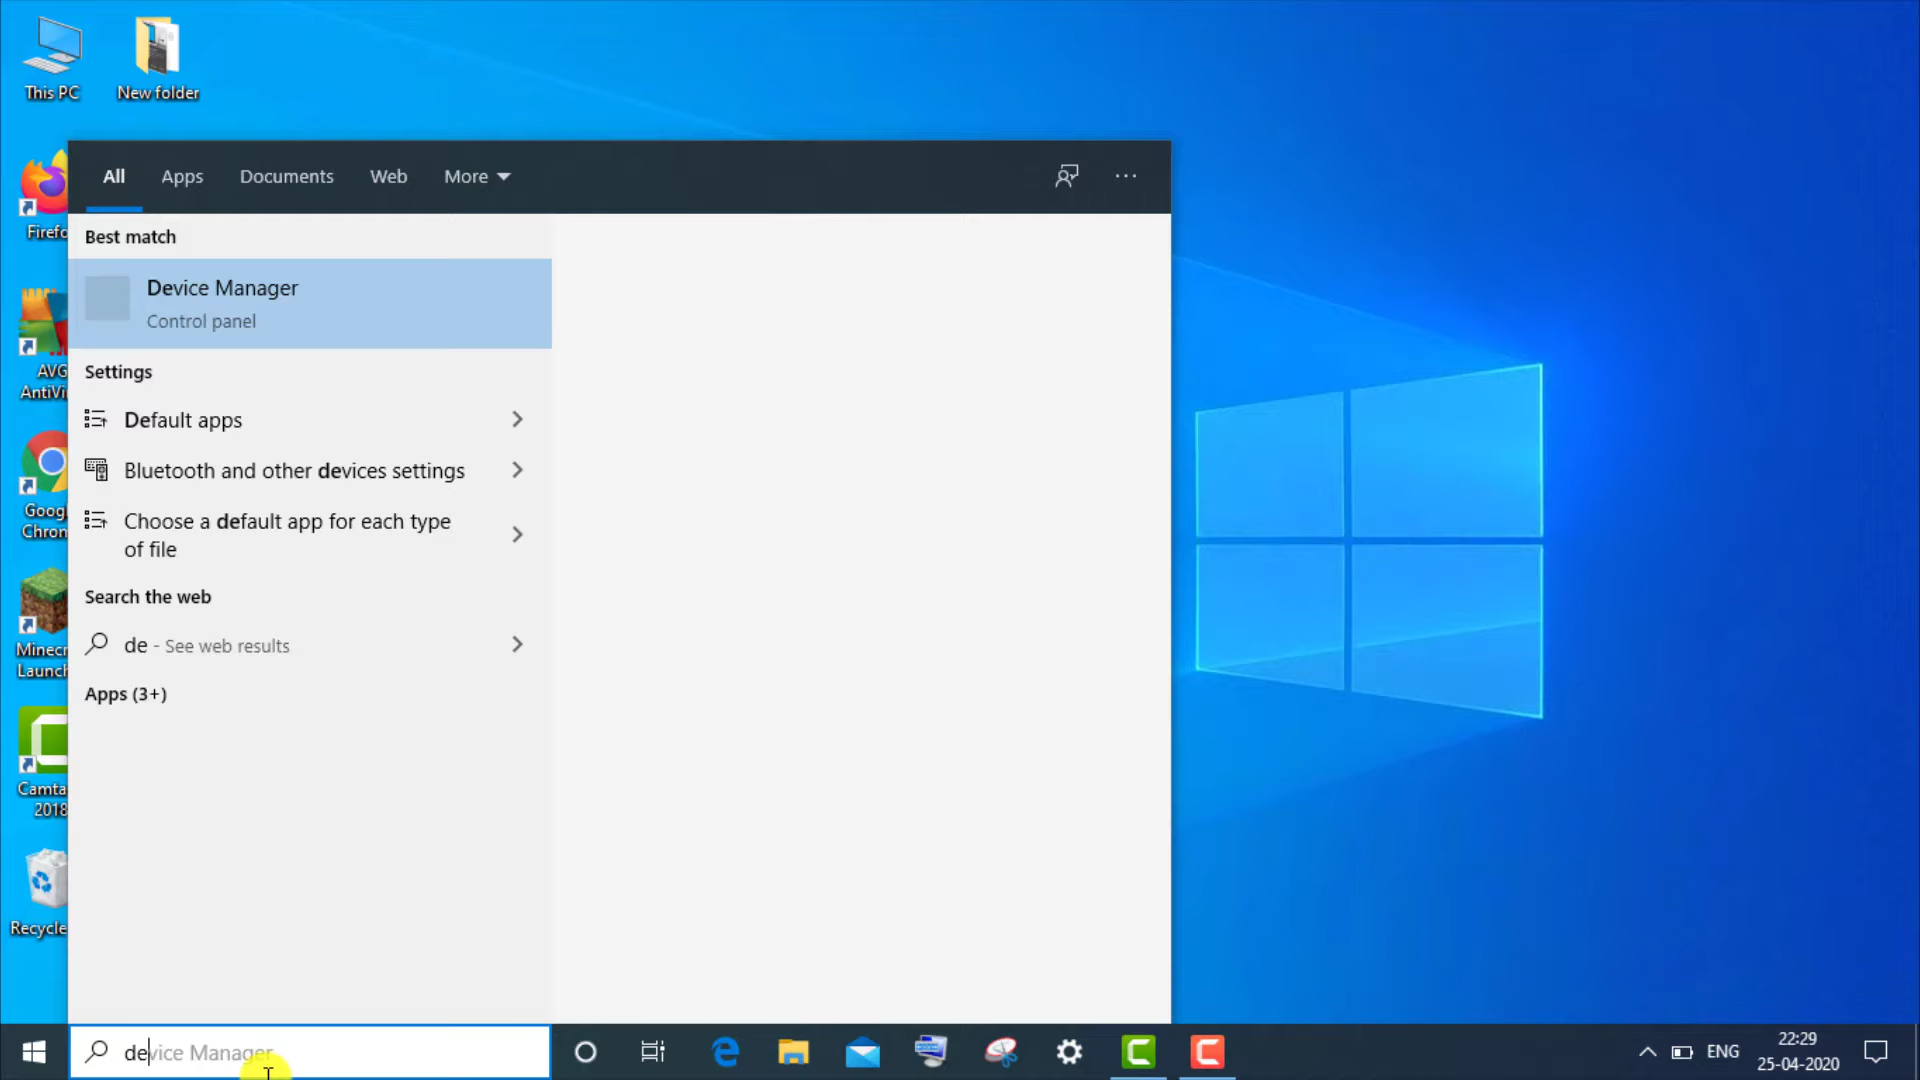 This PC
New folder
Firefo
AVG
AntiVi
Googl
Chron
Minecr
Launch
Camta
2018
Recycle
All
Apps
Documents
Web
More
Best match
Device Manager
Control panel
Settings
Default apps
Bluetooth and other devices settings
Choose a default app for each type
of file
Search the web
de - See web results
Apps (3+)
device Manager
ENG
22:29
25-04-2020